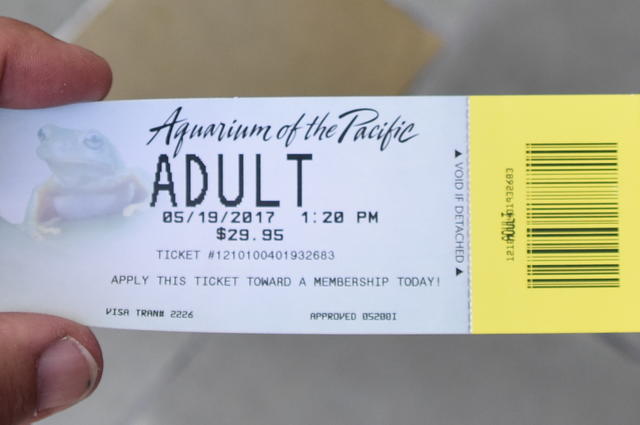 Aquarium of the Pacific
ADULT
05/19/2017 1:20 PM
$29.95
TICKET #1210100401932683
APPLY THIS TICKET TOWARD A MEMBERSHIP TODAY!
VISA TRAN# 2226 APPROVED 05200I
▲ VOID IF DETACHED ▲
ADULT